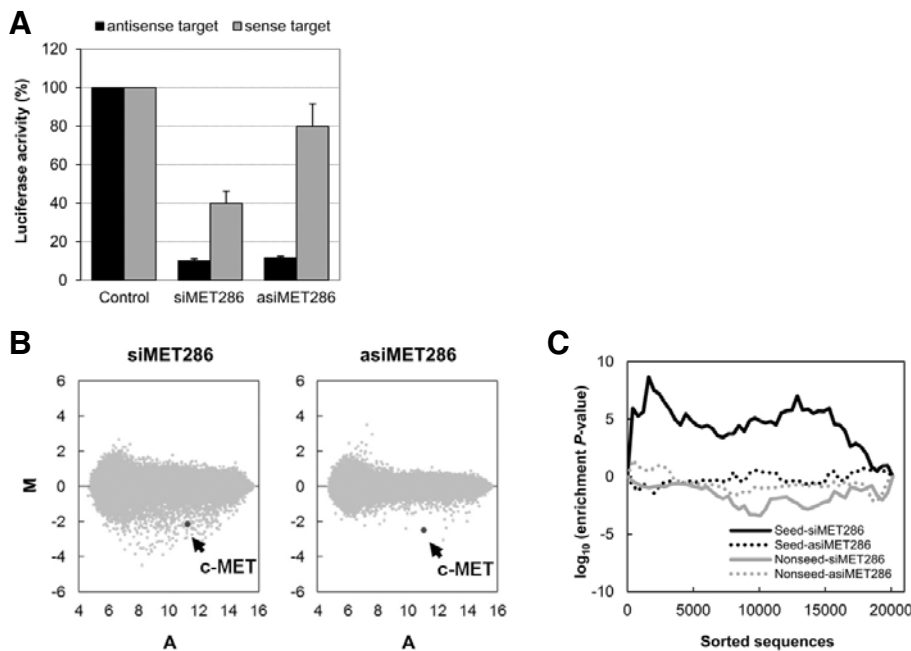 A
antisense target sense target
Luciferase acrivity (%)
120
100
80
60
40
20
0
Control siMET286 asiMET286
B
siMET286
asiMET286
M
6
4
2
0
-2
-4
-6
c-MET
4 6 8 10 12 14 16
A
6
4
2
0
-2
-4
-6
c-MET
4 6 8 10 12 14 16
A
C
log10 (enrichment P-value)
10
5
0
-5
-10
Seed-siMET286
Seed-asiMET286
Nonseed-siMET286
Nonseed-asiMET286
0 5000 10000 15000 20000
Sorted sequences